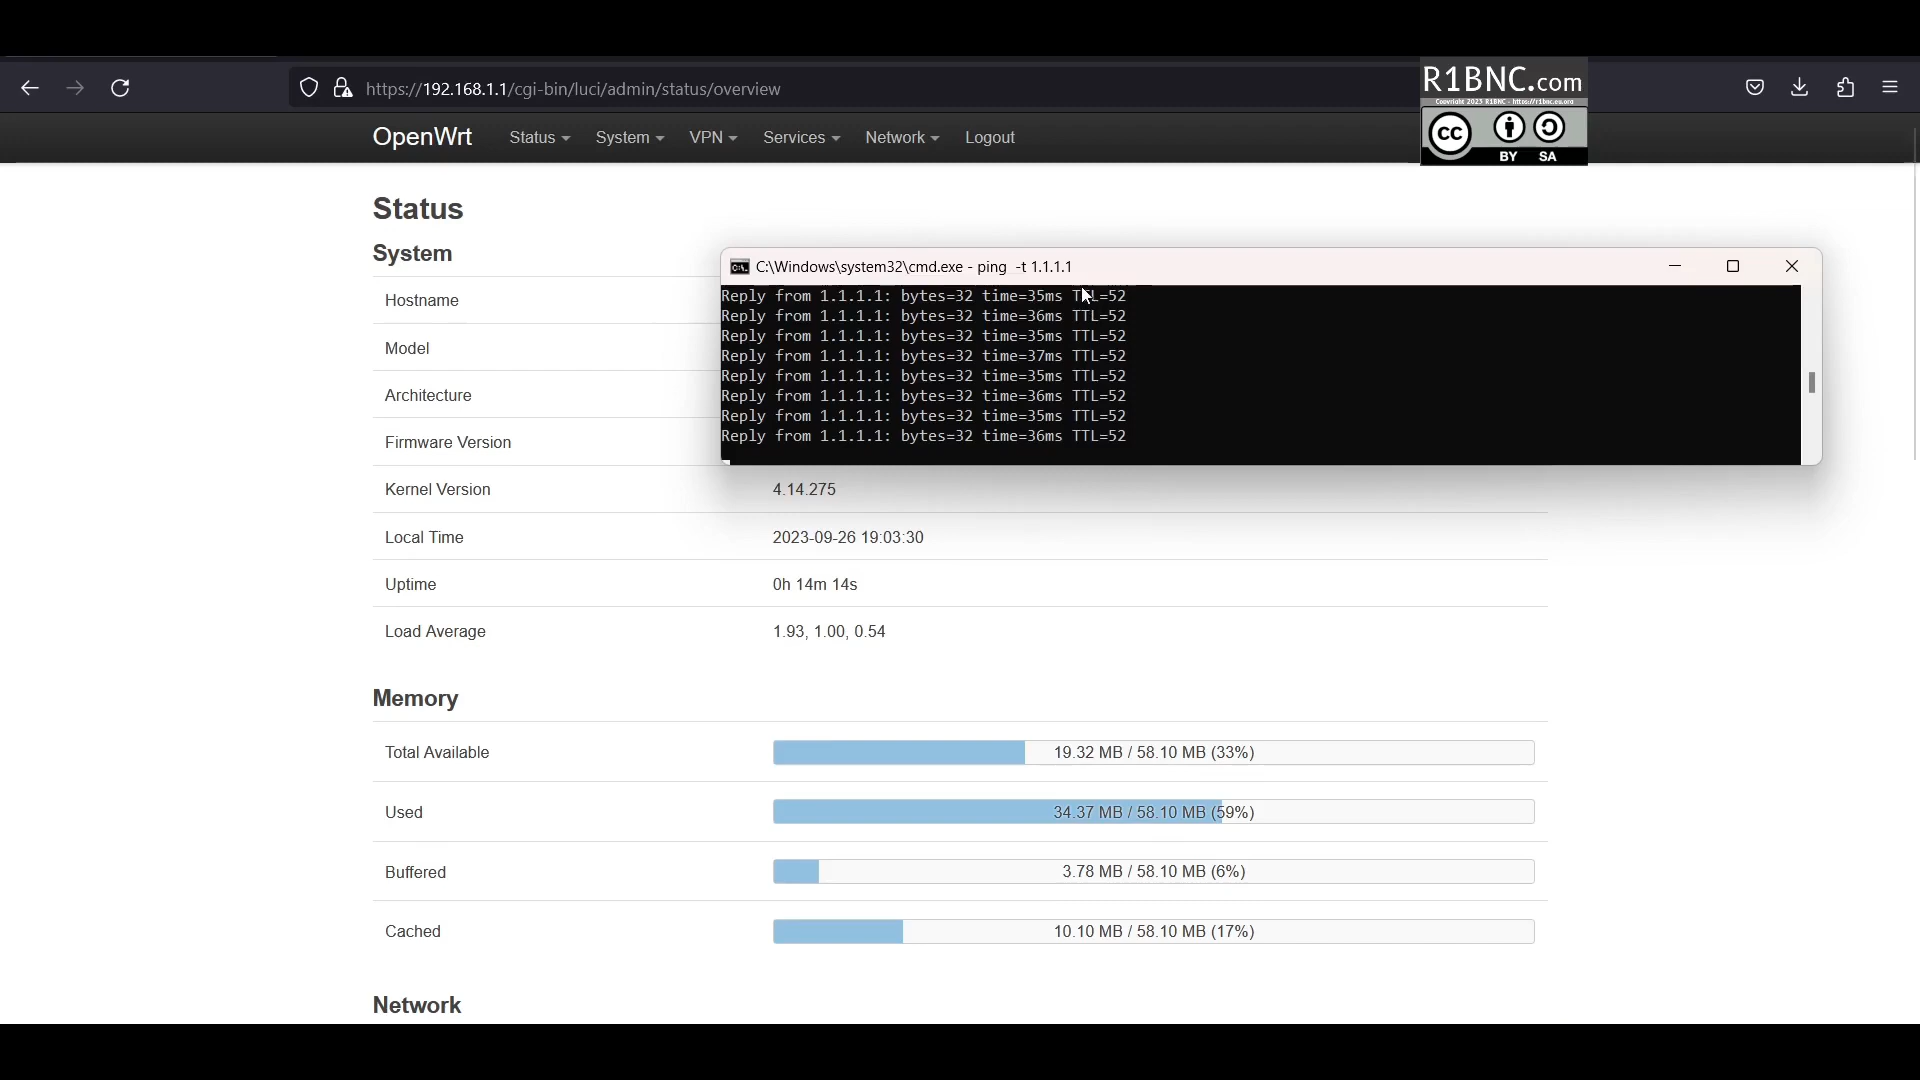 https://192.168.1.1/cgi-bin/luci/admin/status/overview
R1BNC.com
Copyright 2023 R1BNC - https://r1bnc.eu.org
cc
BY SA
OpenWrt Status System VPN Services Network Logout
Status
System
C:\Windows\system32\cmd.exe - ping -t 1.1.1.1
Reply from 1.1.1.1: bytes=32 time=35ms TTL=52
Reply from 1.1.1.1: bytes=32 time=36ms TTL=52
Reply from 1.1.1.1: bytes=32 time=35ms TTL=52
Reply from 1.1.1.1: bytes=32 time=37ms TTL=52
Reply from 1.1.1.1: bytes=32 time=35ms TTL=52
Reply from 1.1.1.1: bytes=32 time=36ms TTL=52
Reply from 1.1.1.1: bytes=32 time=35ms TTL=52
Reply from 1.1.1.1: bytes=32 time=36ms TTL=52
Hostname
Model
Architecture
Firmware Version
Kernel Version 4.14.275
Local Time 2023-09-26 19:03:30
Uptime 0h 14m 14s
Load Average 1.93, 1.00, 0.54
Memory
Total Available 19.32 MB / 58.10 MB (33%)
Used 34.37 MB / 58.10 MB (59%)
Buffered 3.78 MB / 58.10 MB (6%)
Cached 10.10 MB / 58.10 MB (17%)
Network